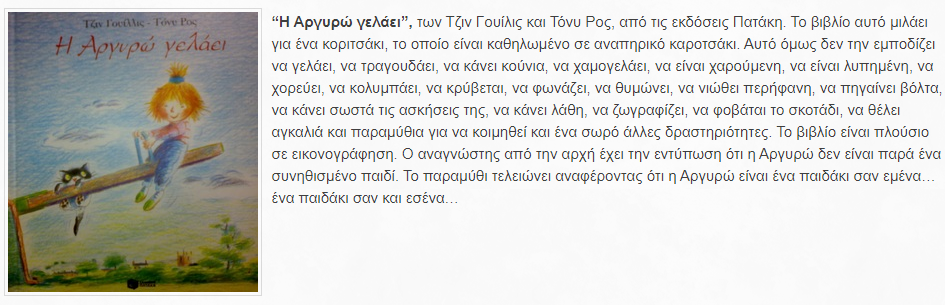 Τζιν Γουίλις - Τόνυ Ρος
Η Αργυρώ γελάει
“Η Αργυρώ γελάει”, των Τζιν Γουίλις και Τόνυ Ρος, από τις εκδόσεις Πατάκη. Το βιβλίο αυτό μιλάει
για ένα κοριτσάκι, το οποίο είναι καθηλωμένο σε αναπηρικό καροτσάκι. Αυτό όμως δεν την εμποδίζει
να γελάει, να τραγουδάει, να κάνει κούνια, να χαμογελάει, να είναι χαρούμενη, να είναι λυπημένη, να
χορεύει, να κολυμπάει, να κρύβεται, να φωνάζει, να θυμώνει, να νιώθει περήφανη, να πηγαίνει βόλτα,
να κάνει σωστά τις ασκήσεις της, να κάνει λάθη, να ζωγραφίζει, να φοβάται το σκοτάδι, να θέλει
αγκαλιά και παραμύθια για να κοιμηθεί και ένα σωρό άλλες δραστηριότητες. Το βιβλίο είναι πλούσιο
σε εικονογράφηση. Ο αναγνώστης από την αρχή έχει την εντύπωση ότι η Αργυρώ δεν είναι παρά ένα
συνηθισμένο παιδί. Το παραμύθι τελειώνει αναφέροντας ότι η Αργυρώ είναι ένα παιδάκι σαν εμένα…
ένα παιδάκι σαν και εσένα…